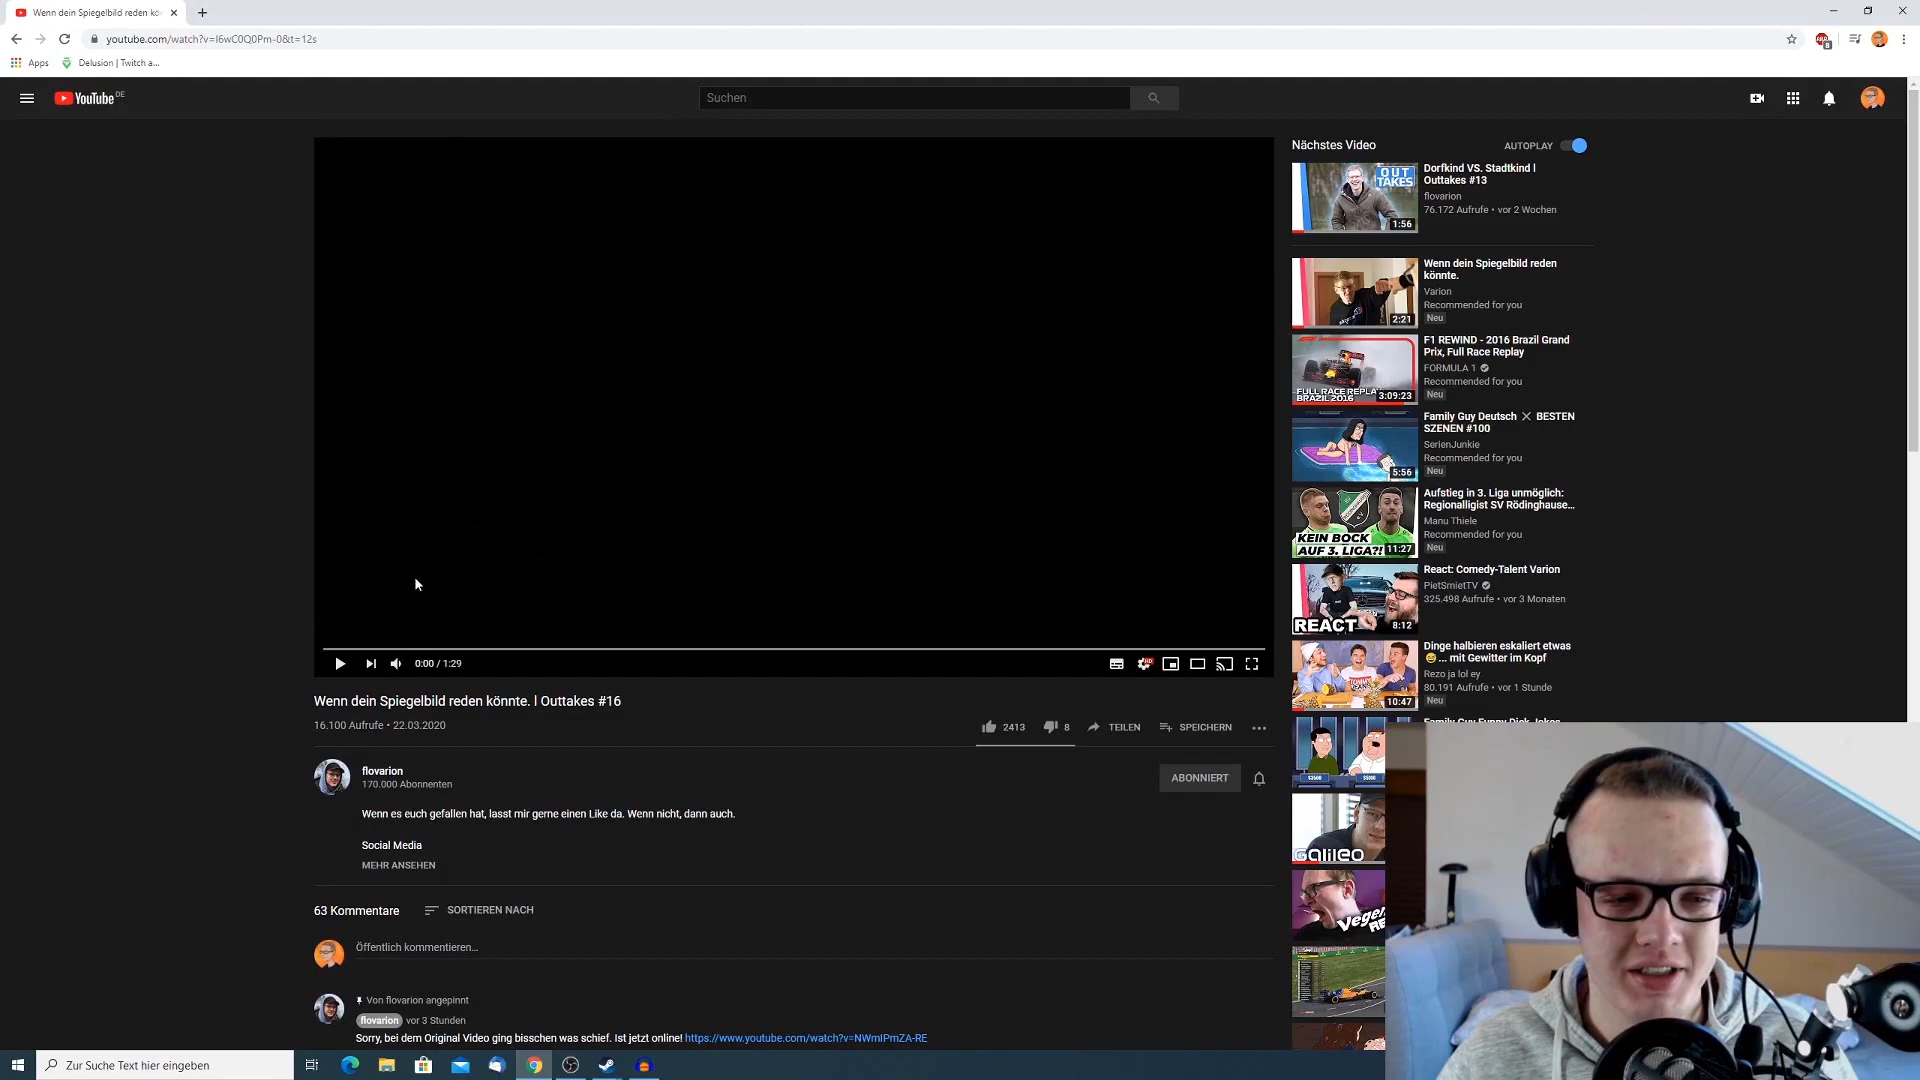 Wenn dein Spiegelbild reden kö
youtube.com/watch?v=I6wC0Q0Pm-0&t=12s
Apps
Delusion | Twitch a...
YouTube DE
Suchen
Nächstes Video
AUTOPLAY
OUT
TAKES
1:56
Dorfkind VS. Stadtkind l
Outtakes #13
flovarion
76.172 Aufrufe • vor 2 Wochen
2:21
Wenn dein Spiegelbild reden
könnte.
Varion
Recommended for you
Neu
FULL RACE REPLAY
BRAZIL 2016
3:09:23
F1 REWIND - 2016 Brazil Grand
Prix, Full Race Replay
FORMULA 1
Recommended for you
Neu
5:56
Family Guy Deutsch ╳ BESTEN
SZENEN #100
SerienJunkie
Recommended for you
Neu
KEIN BOCK
AUF 3. LIGA?!
11:27
Aufstieg in 3. Liga unmöglich:
Regionalligist SV Rödinghause...
Manu Thiele
Recommended for you
Neu
REACT
8:12
React: Comedy-Talent Varion
PietSmietTV
325.498 Aufrufe • vor 3 Monaten
10:47
Dinge halbieren eskaliert etwas
😅... mit Gewitter im Kopf
Rezo ja lol ey
80.191 Aufrufe • vor 1 Stunde
Neu
Galileo
0:00 / 1:29
Wenn dein Spiegelbild reden könnte. l Outtakes #16
16.100 Aufrufe • 22.03.2020
2413
8
TEILEN
SPEICHERN
flovarion
170.000 Abonnenten
ABONNIERT
Wenn es euch gefallen hat, lasst mir gerne einen Like da. Wenn nicht, dann auch.
Social Media
MEHR ANSEHEN
63 Kommentare
SORTIEREN NACH
Öffentlich kommentieren...
Von flovarion angepinnt
flovarion vor 3 Stunden
Sorry, bei dem Original Video ging bisschen was schief. Ist jetzt online! https://www.youtube.com/watch?v=NWmIPmZA-RE
Zur Suche Text hier eingeben